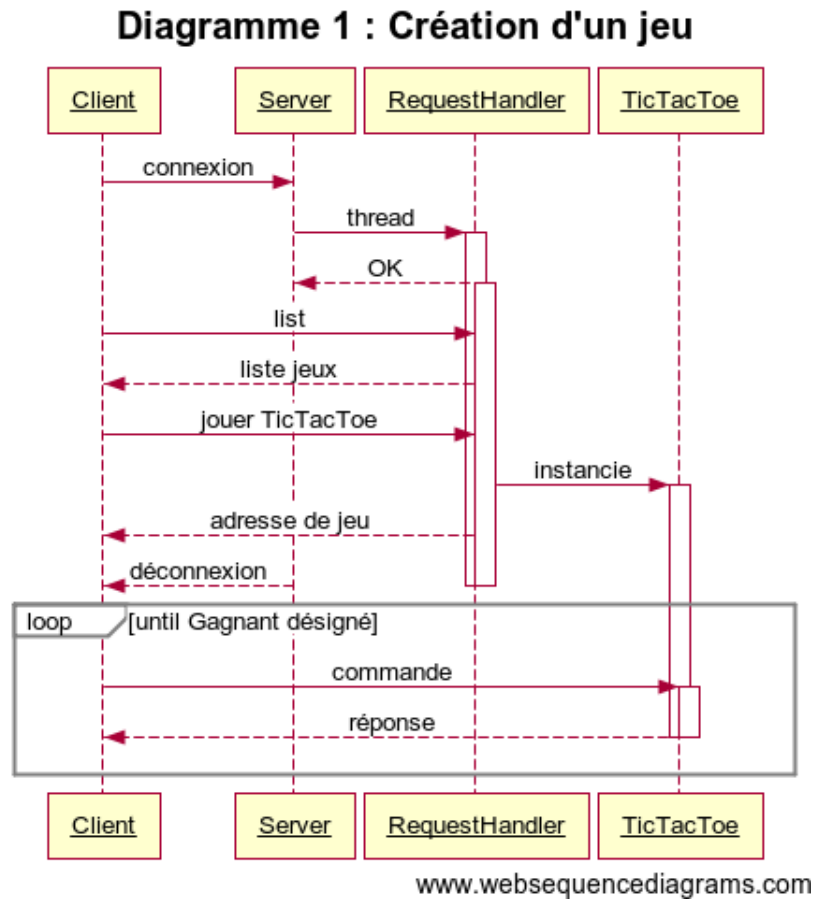 Diagramme 1 : Création d'un jeu
Client Server RequestHandler TicTacToe
connexion
thread
OK
list
liste jeux
jouer TicTacToe
instancie
adresse de jeu
déconnexion
loop [until Gagnant désigné]
commande
réponse
Client Server RequestHandler TicTacToe
www.websequencediagrams.com